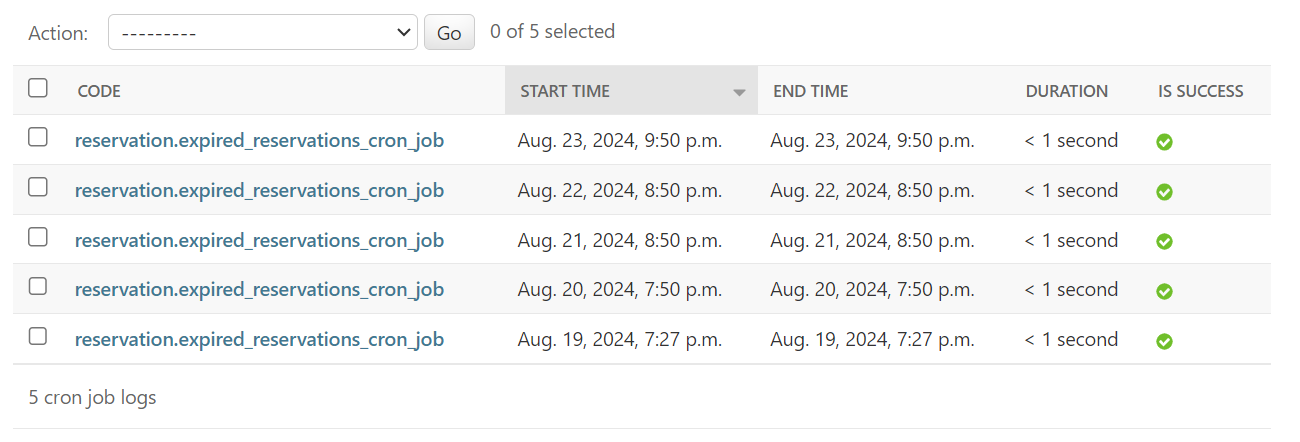 Action: --------- Go 0 of 5 selected
CODE START TIME END TIME DURATION IS SUCCESS
reservation.expired_reservations_cron_job Aug. 23, 2024, 9:50 p.m. Aug. 23, 2024, 9:50 p.m. < 1 second
reservation.expired_reservations_cron_job Aug. 22, 2024, 8:50 p.m. Aug. 22, 2024, 8:50 p.m. < 1 second
reservation.expired_reservations_cron_job Aug. 21, 2024, 8:50 p.m. Aug. 21, 2024, 8:50 p.m. < 1 second
reservation.expired_reservations_cron_job Aug. 20, 2024, 7:50 p.m. Aug. 20, 2024, 7:50 p.m. < 1 second
reservation.expired_reservations_cron_job Aug. 19, 2024, 7:27 p.m. Aug. 19, 2024, 7:27 p.m. < 1 second
5 cron job logs